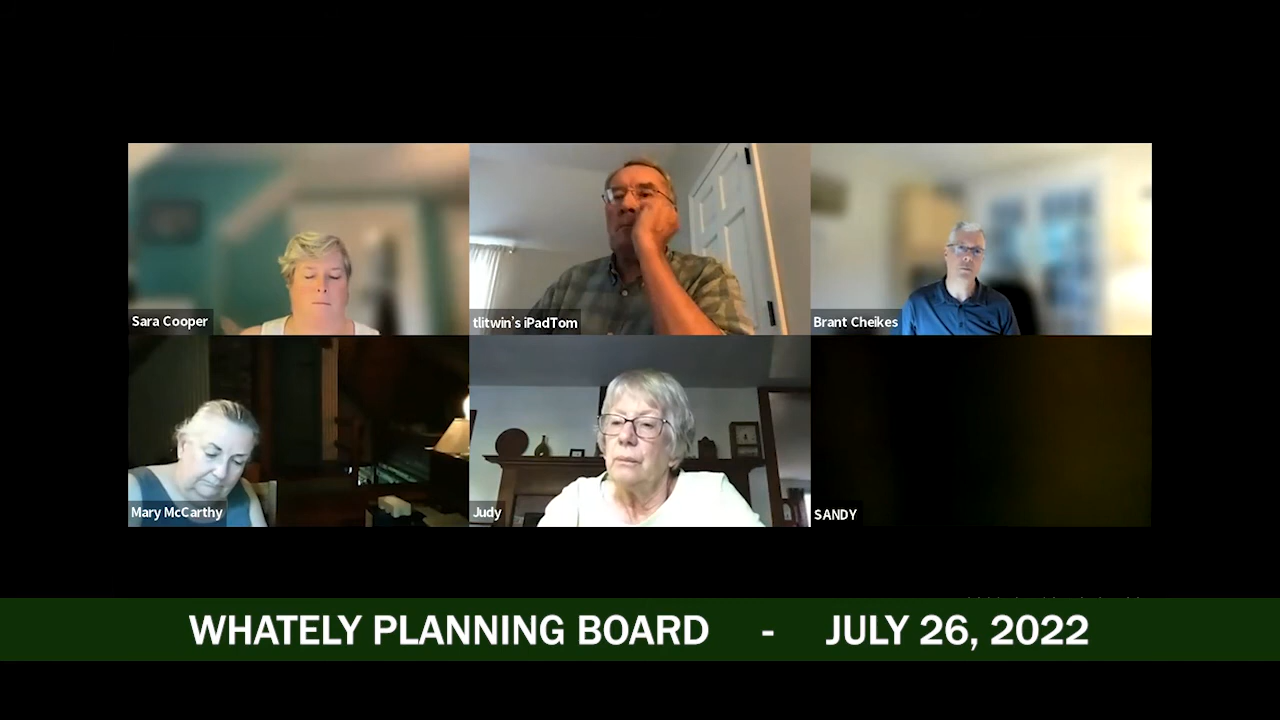 Sara Cooper
tlitwin's iPadTom
Brant Cheikes
Mary McCarthy
Judy
SANDY
WHATELY PLANNING BOARD - JULY 26, 2022